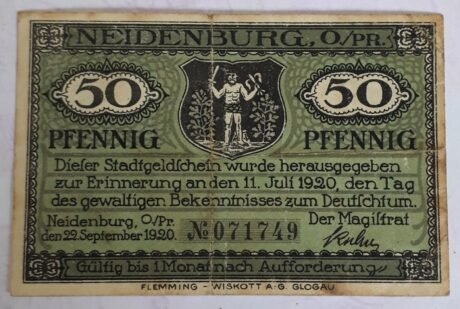 NEIDENBURG, O/PR.
50 50
PFENNIG PFENNIG
Dieser Stadtgeldschein wurde herausgegeben
zur Erinnerung an den 11. Juli 1920, den Tag
des gewaltigen Bekenntnisses zum Deutschtum.
Neidenburg, O/Pr. Der Magistrat
den 22. September 1920. № 071749
Gültig bis 1 Monat nach Aufforderung
FLEMMING - WISKOTT A·G. GLOGAU